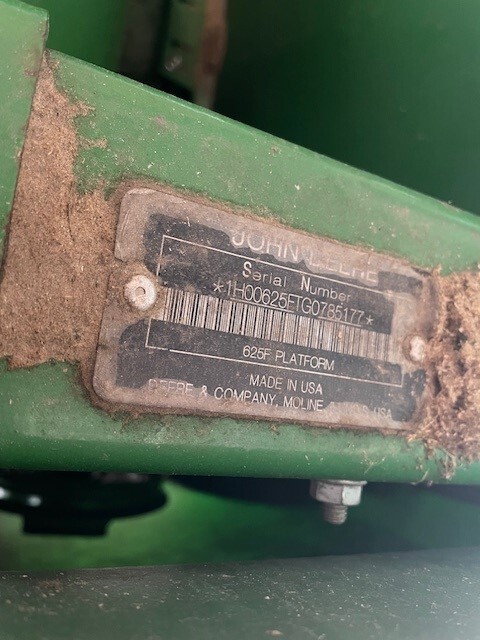 JOHN DEERE
Serial Number
*1H00625FTG0785177*
625F PLATFORM
MADE IN USA
DEERE & COMPANY, MOLINE USA